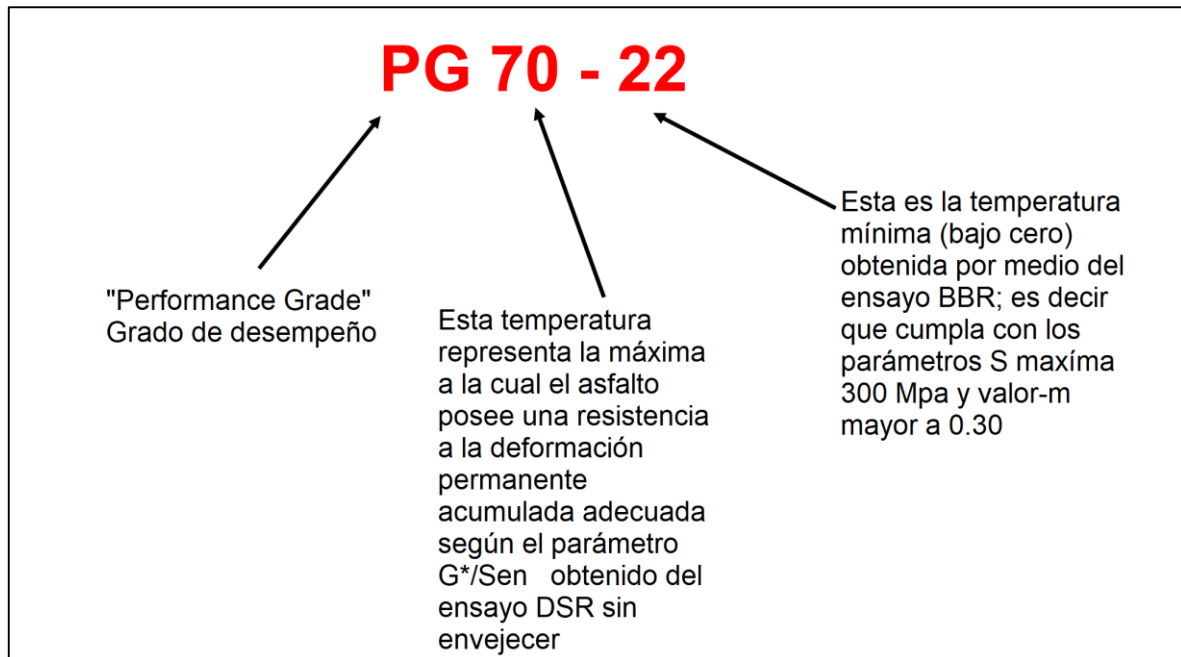 PG 70 - 22
"Performance Grade"
Grado de desempeño
Esta temperatura
representa la máxima
a la cual el asfalto
posee una resistencia
a la deformación
permanente
acumulada adecuada
según el parámetro
G*/Sen obtenido del
ensayo DSR sin
envejecer
Esta es la temperatura
mínima (bajo cero)
obtenida por medio del
ensayo BBR; es decir
que cumpla con los
parámetros S maxíma
300 Mpa y valor-m
mayor a 0.30